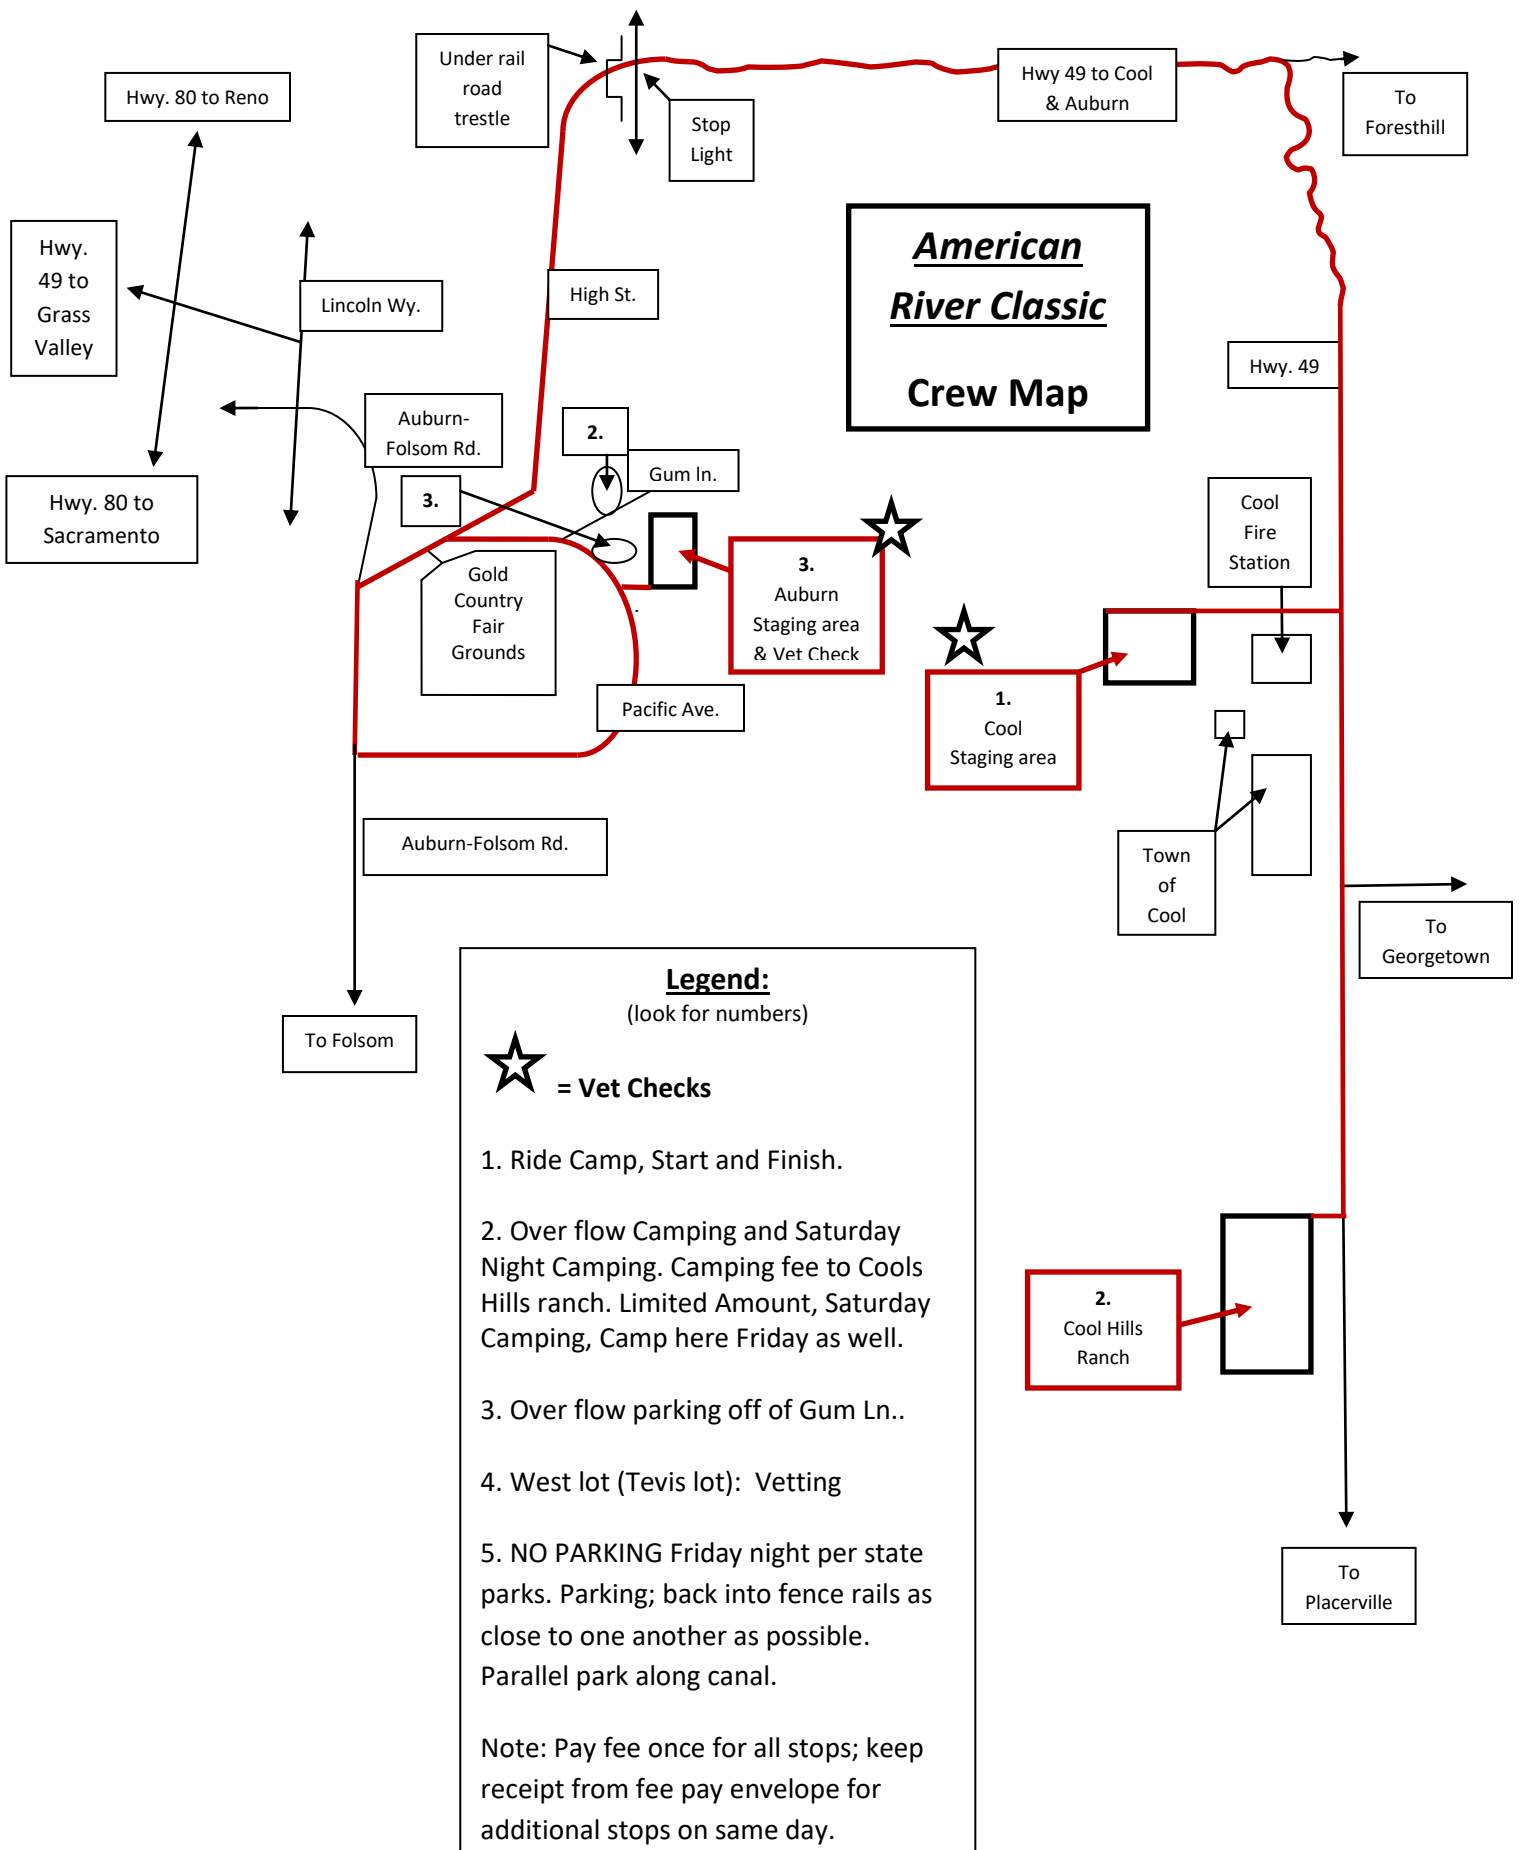 Under rail
road
trestle
Hwy. 80 to Reno
Stop
Light
Hwy 49 to Cool
& Auburn
To
Foresthill
Hwy.
49 to
Grass
Valley
Lincoln Wy.
High St.
American
River Classic
Crew Map
Hwy. 49
Auburn-
Folsom Rd.
2.
Gum ln.
3.
Hwy. 80 to
Sacramento
Cool
Fire
Station
Gold
Country
Fair
Grounds
3.
Auburn
Staging area
& Vet Check
.
1.
Cool
Staging area
Pacific Ave.
Auburn-Folsom Rd.
Town
of
Cool
To
Georgetown
To Folsom
Legend:
(look for numbers)
= Vet Checks
1. Ride Camp, Start and Finish.
2. Over flow Camping and Saturday
Night Camping. Camping fee to Cools
Hills ranch. Limited Amount, Saturday
Camping, Camp here Friday as well.
3. Over flow parking off of Gum Ln..
4. West lot (Tevis lot):  Vetting
5. NO PARKING Friday night per state
parks. Parking; back into fence rails as
close to one another as possible.
Parallel park along canal.
Note: Pay fee once for all stops; keep
receipt from fee pay envelope for
additional stops on same day.
2.
Cool Hills
Ranch
To
Placerville